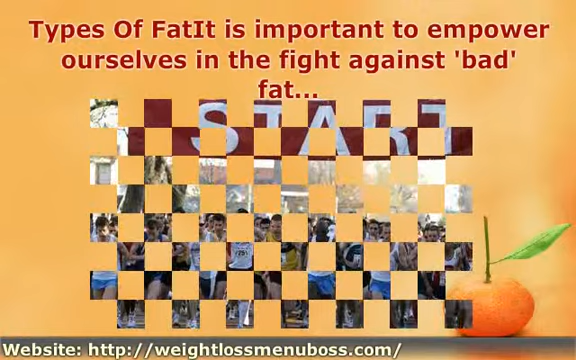 Types Of FatIt is important to empower
ourselves in the fight against 'bad'
fat...
START
Website: http://weightlossmenuboss.com/